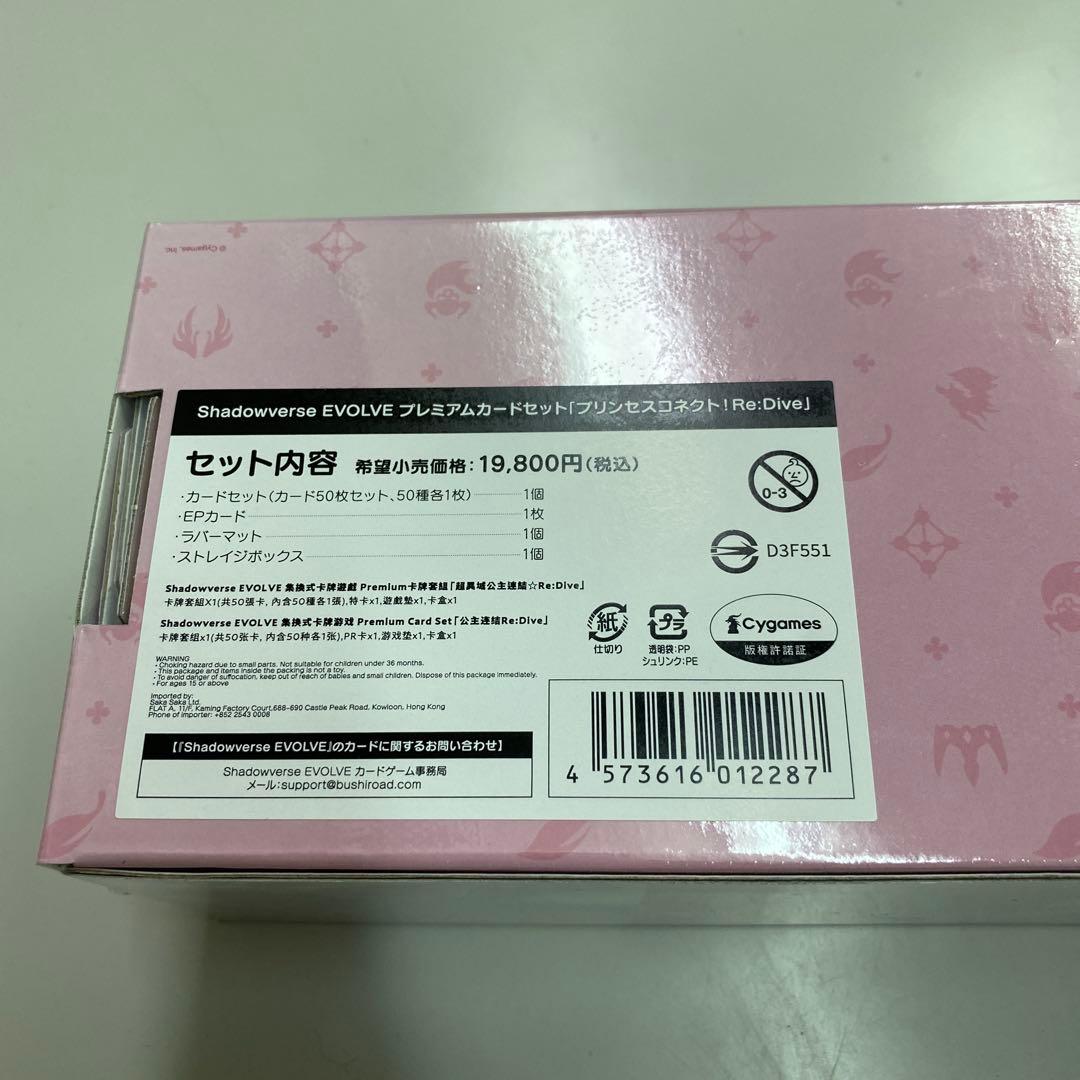 © Cygames, Inc.
Shadowverse EVOLVE プレミアムカードセット「プリンセスコネクト！Re:Dive」
セット内容 希望小売価格：19,800円(税込)
・カードセット(カード50枚セット、50種各1枚) 1個
・EPカード 1枚
・ラバーマット 1個
・ストレイジボックス 1個
0-3
D3F551
Shadowverse EVOLVE 集換式卡牌遊戲 Premium卡牌套組「超異域公主連結☆Re:Dive」
卡牌套組X1(共50張卡, 內含50種各1張),特卡x1,遊戲墊x1,卡盒x1
Shadowverse EVOLVE 集换式卡牌游戏 Premium Card Set「公主连结Re:Dive」
卡牌套组x1(共50张卡, 内含50种各1张),PR卡x1,游戏垫x1,卡盒x1
紙
仕切り
プラ
透明袋：PP
シュリンク：PE
Cygames
版権許諾証
WARNING
・Choking hazard due to small parts. Not suitable for children under 36 months.
・This package and items inside the packing is not a toy.
・To avoid danger of suffocation, keep out of reach of babies and small children. Dispose of this package immediately.
・For ages 15 or above
Imported by:
Saka Saka Ltd.
FLAT A, 11/F, Kaming Factory Court,688-690 Castle Peak Road, Kowloon, Hong Kong
Phone of importer: +852 2543 0008
【『Shadowverse EVOLVE』のカードに関するお問い合わせ】
Shadowverse EVOLVE カードゲーム事務局
メール：support@bushiroad.com
4 573616 012287